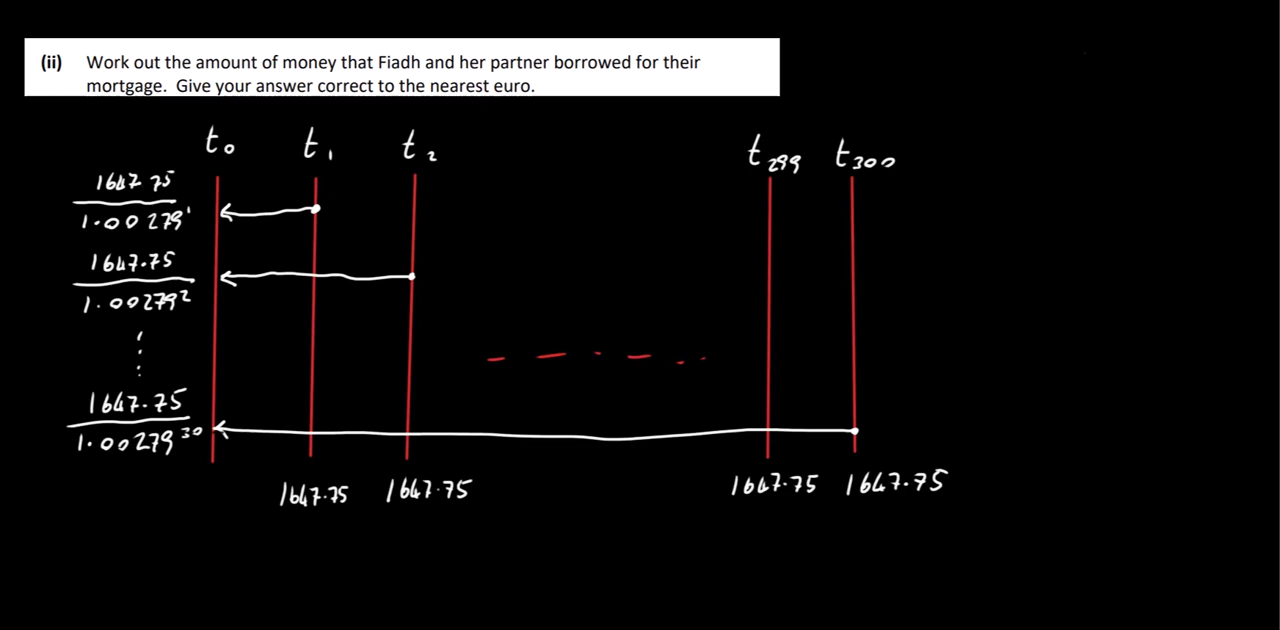 (ii) Work out the amount of money that Fiadh and her partner borrowed for their
mortgage. Give your answer correct to the nearest euro.
t₀ t₁ t₂ t₂₉₉ t₃₀₀
1647.75
1.00279¹
1647.75
1.00279²
⋮
1647.75
1.00279³⁰
1647.75 1647.75 1647.75 1647.75